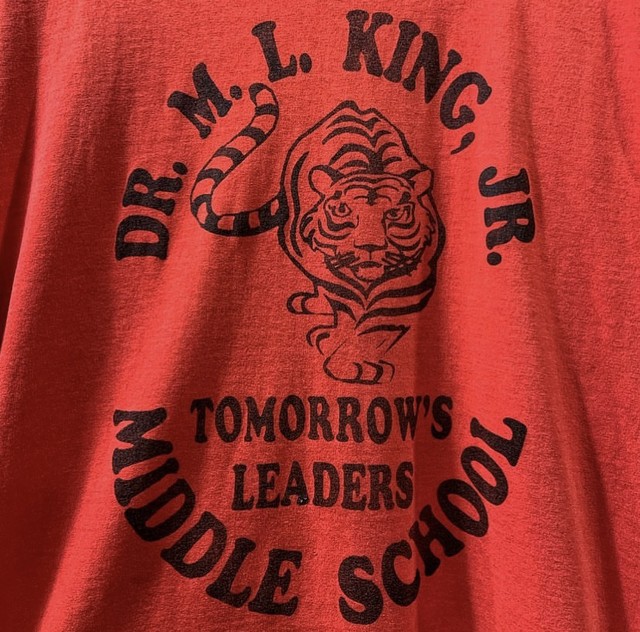 DR. M. L. KING, JR.
TOMORROW'S
LEADERS
MIDDLE SCHOOL